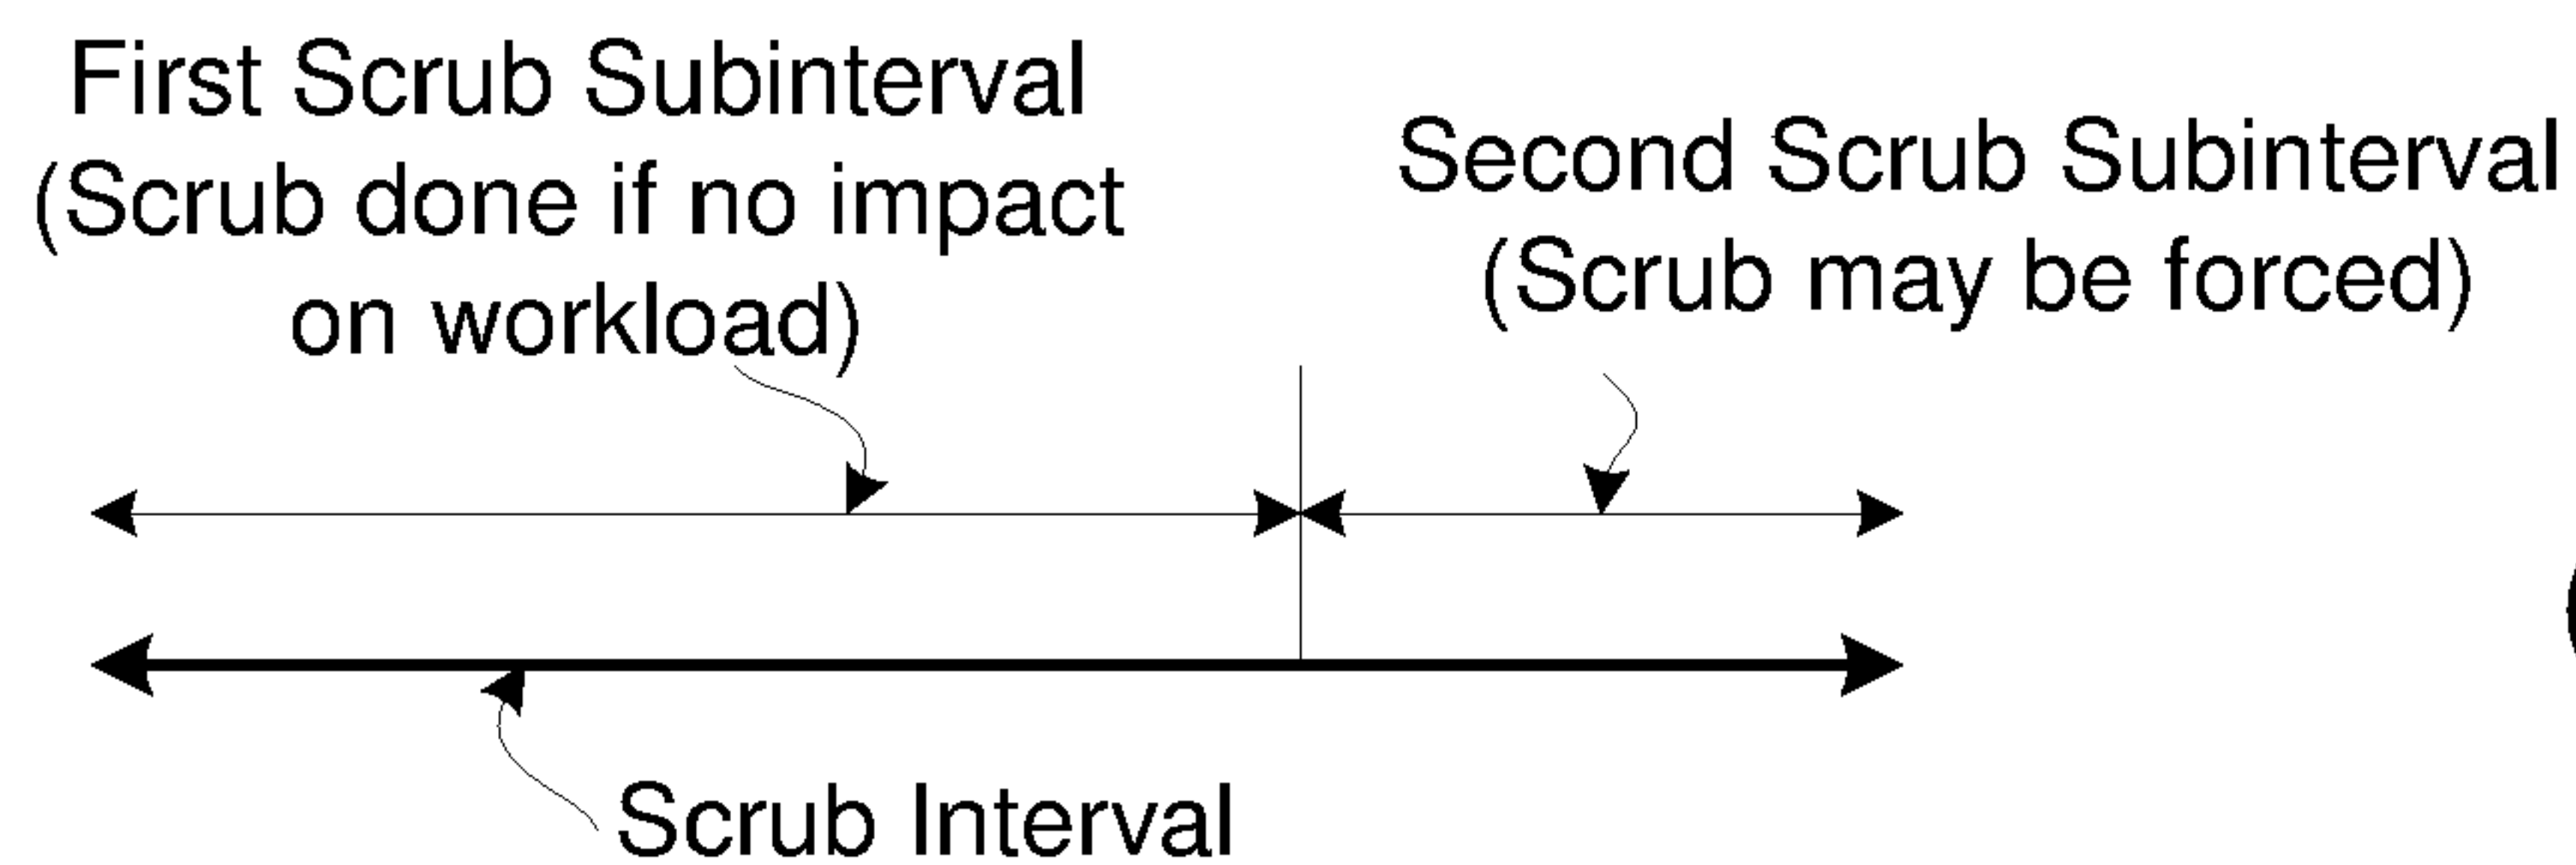 First Scrub Subinterval
(Scrub done if no impact
on workload)
Second Scrub Subinterval
(Scrub may be forced)
Scrub Interval